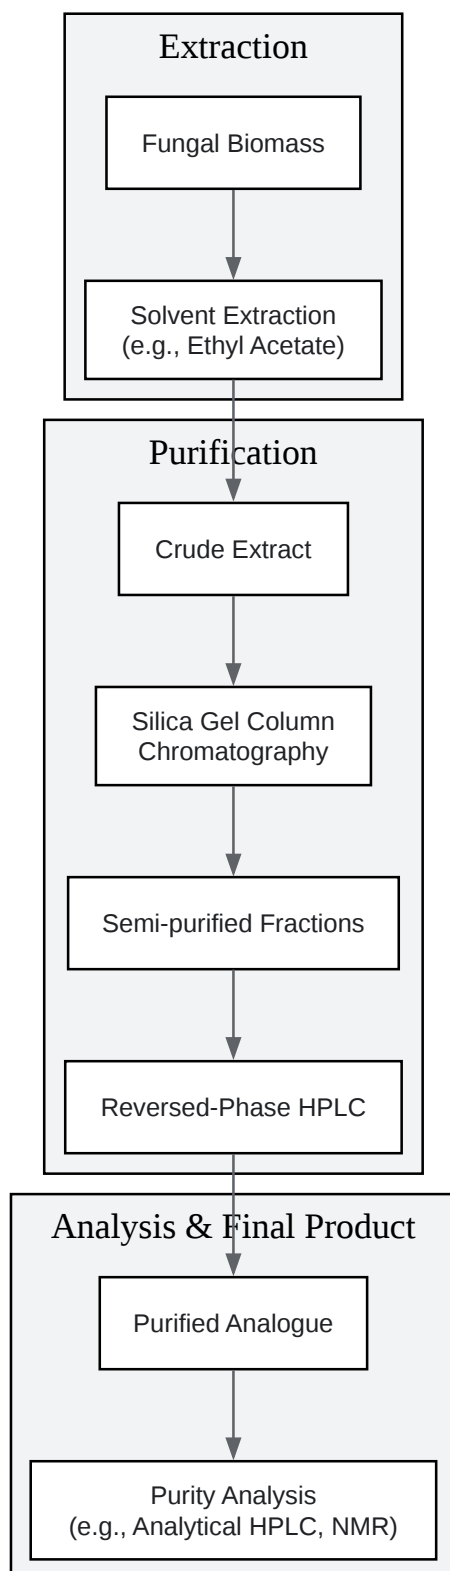 Extraction
Fungal Biomass
Solvent Extraction
(e.g., Ethyl Acetate)
Purification
Crude Extract
Silica Gel Column
Chromatography
Semi-purified Fractions
Reversed-Phase HPLC
Analysis & Final Product
Purified Analogue
Purity Analysis
(e.g., Analytical HPLC, NMR)